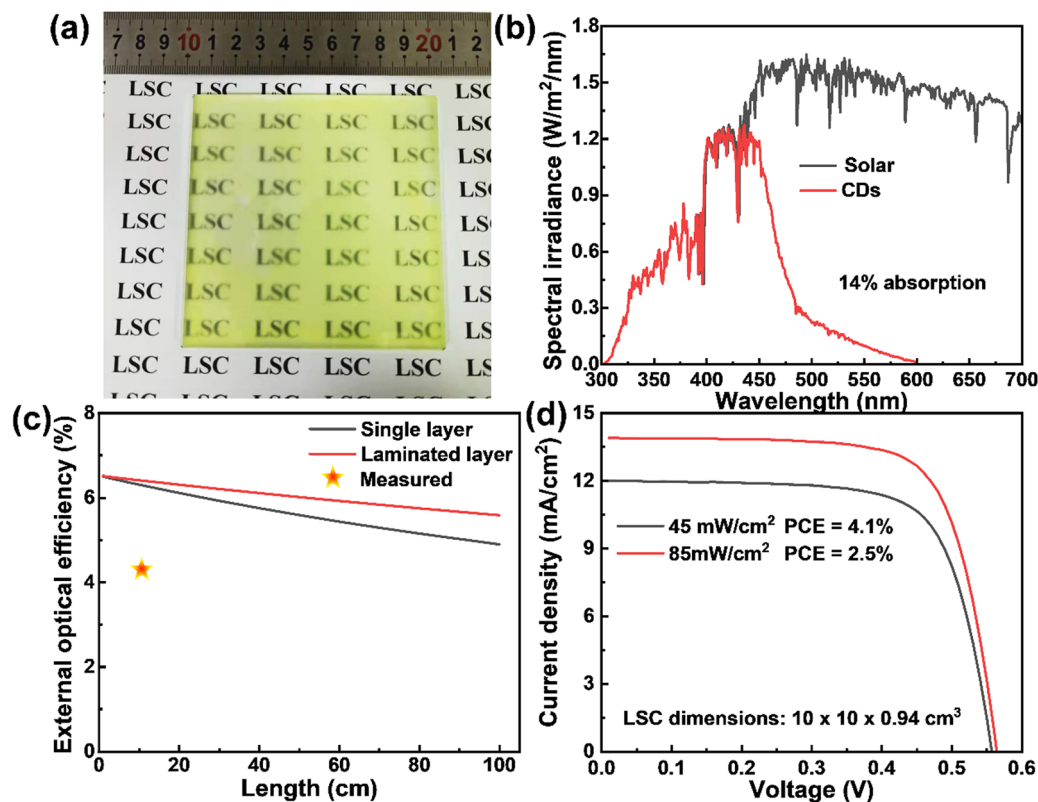 (a)
7 8 9 10 1 2 3 4 5 6 7 8 9 20 1 2
LSC LSC LSC LSC LSC LSC
LSC LSC LSC LSC LSC LSC
LSC LSC LSC LSC LSC LSC
LSC LSC LSC LSC LSC LSC
LSC LSC LSC LSC LSC LSC
LSC LSC LSC LSC LSC LSC
LSC LSC LSC LSC LSC LSC
LSC LSC LSC LSC LSC LS
LSC LSC LSC LSC LSC LS
(b)
Spectral irradiance (W/m²/nm)
1.8
1.5
1.2
0.9
0.6
0.3
0.0
Solar
CDs
14% absorption
300 350 400 450 500 550 600 650 700
Wavelength (nm)
(c)
External optical efficiency (%)
8
6
4
2
0
Single layer
Laminated layer
Measured
0 20 40 60 80 100
Length (cm)
(d)
Current density (mA/cm²)
15
12
9
6
3
0
45 mW/cm² PCE = 4.1%
85mW/cm² PCE = 2.5%
LSC dimensions: 10 x 10 x 0.94 cm³
0.0 0.1 0.2 0.3 0.4 0.5 0.6
Voltage (V)